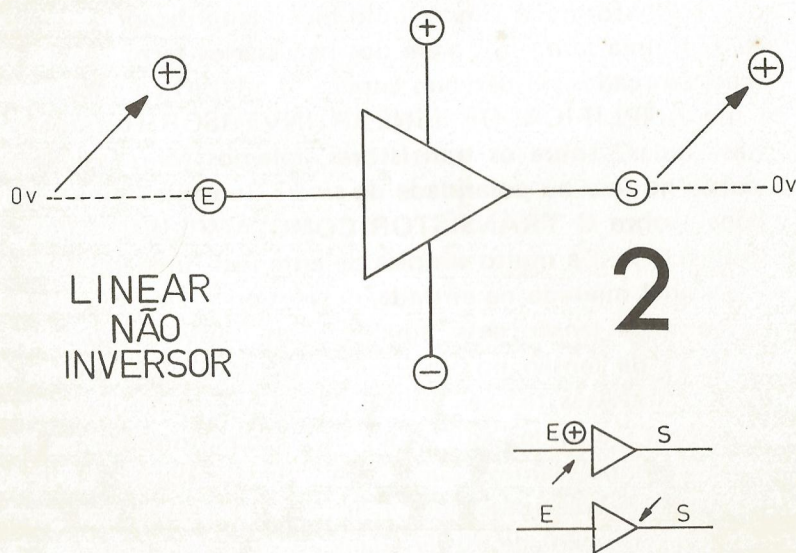 +
+ +
0v E S 0v
LINEAR
NÃO
INVERSOR
2
−
E + S
E S